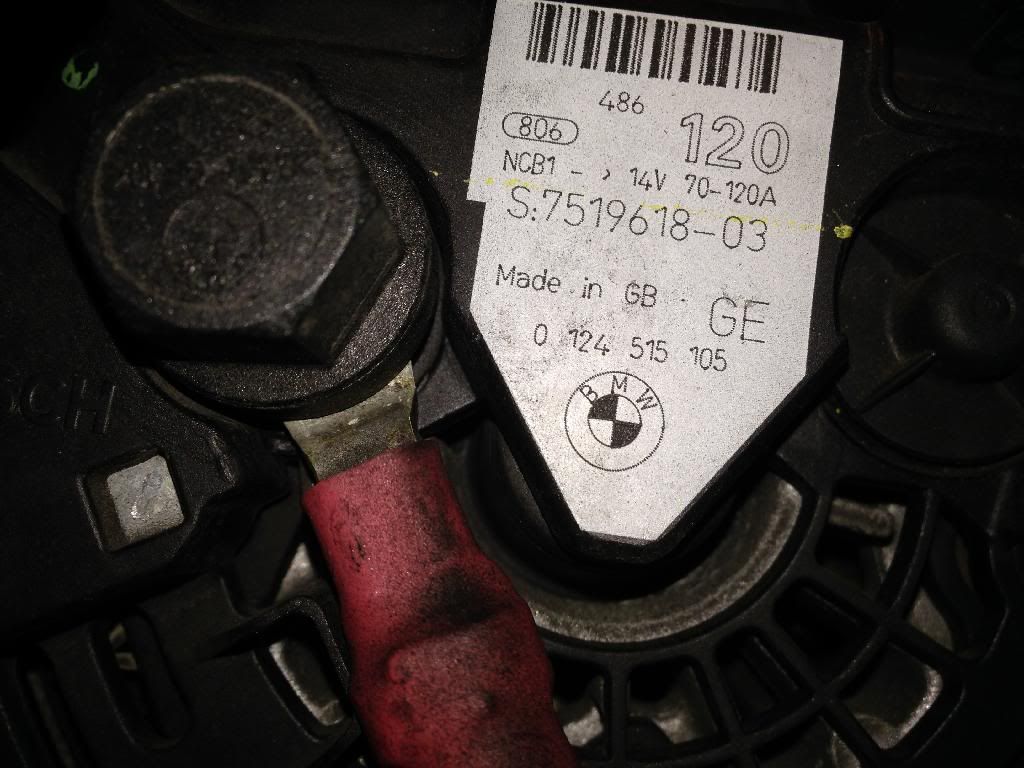 486
806
120
NCB1 - > 14V 70-120A
S:7519618-03
Made in GB
GE
0 124 515 105
BMW